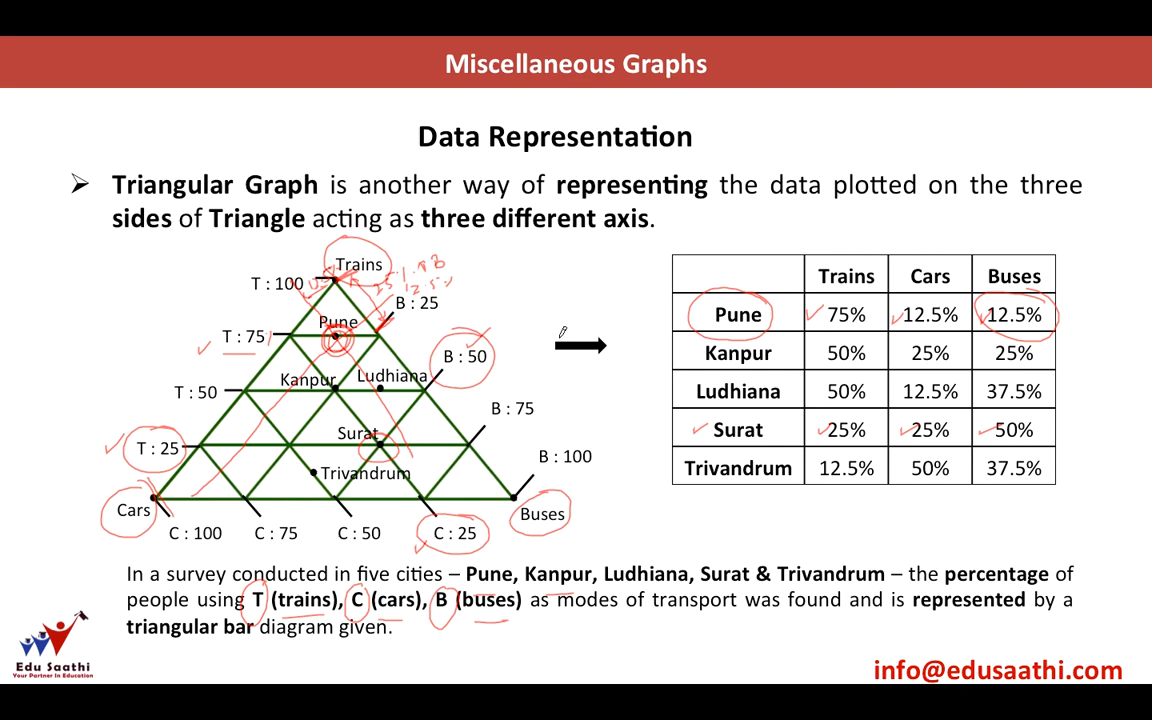 Miscellaneous Graphs
Data Representation
➢ Triangular Graph is another way of representing the data plotted on the three
sides of Triangle acting as three different axis.
Trains
T : 100
B : 25
Pune
T : 75
B : 50
Kanpur
Ludhiana
T : 50
B : 75
Surat
T : 25
B : 100
Trivandrum
Cars
Buses
C : 100 C : 75 C : 50 C : 25
Trains Cars Buses
Pune 75% 12.5% 12.5%
Kanpur 50% 25% 25%
Ludhiana 50% 12.5% 37.5%
Surat 25% 25% 50%
Trivandrum 12.5% 50% 37.5%
In a survey conducted in five cities – Pune, Kanpur, Ludhiana, Surat & Trivandrum – the percentage of
people using T (trains), C (cars), B (buses) as modes of transport was found and is represented by a
triangular bar diagram given.
Edu Saathi
Your Partner In Education
info@edusaathi.com